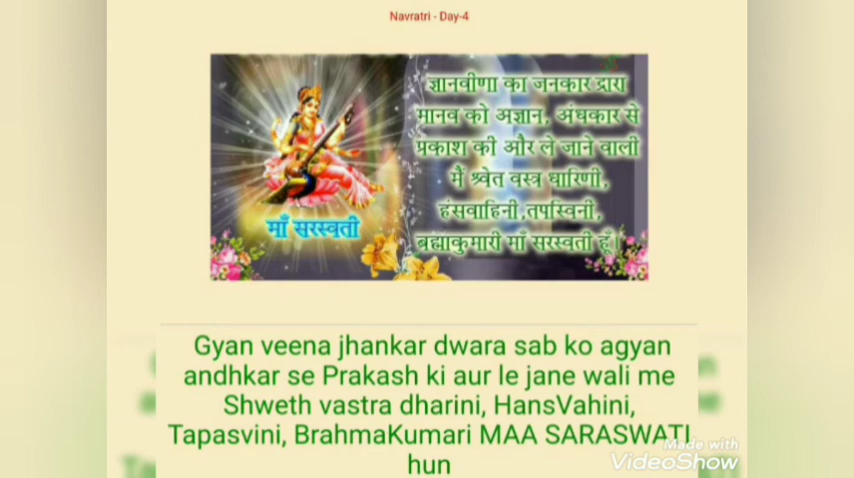 Navratri - Day-4
ज्ञानवीणा का जनकार द्रारा
मानव को अज्ञान, अंधकार से
प्रकाश की और ले जाने वाली
मैं श्वेत वस्त्र धारिणी,
हंसवाहिनी,तपस्विनी,
ब्रह्माकुमारी माँ सरस्वती हूँ।
माँ सरस्वती
Gyan veena jhankar dwara sab ko agyan
andhkar se Prakash ki aur le jane wali me
Shweth vastra dharini, HansVahini,
Tapasvini, BrahmaKumari MAA SARASWATI
hun
Made with
VideoShow